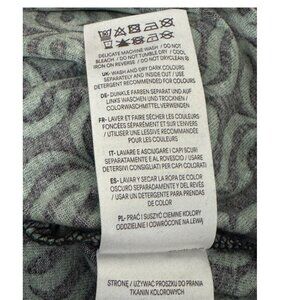 DELICATE MACHINE WASH / DO NOT
BLEACH / DO NOT TUMBLE DRY / COOL
IRON ON REVERSE / DO NOT DRYCLEAN
UK- WASH AND DRY DARK COLOURS
SEPARATELY AND INSIDE OUT / USE
DETERGENT RECOMMENDED FOR COLOURS
DE- DUNKLE FARBEN SEPARAT UND AUF
LINKS WASCHEN UND TROCKNEN /
COLORWASCHMITTEL VERWENDEN
FR- LAVER ET FAIRE SÉCHER LES COULEURS
FONCÉES SÉPARÉMENT ET SUR L'ENVERS
/ UTILISER UNE LESSIVE RECOMMANDÉE
POUR LES COULEURS
IT- LAVARE E ASCIUGARE I CAPI SCURI
SEPARATAMENTE E AL ROVESCIO / USARE
DETERGENTI CONSIGLIATI PER CAPI COLORATI
ES- LAVAR Y SECAR LA ROPA DE COLOR
OSCURO SEPARADAMENTE Y DEL REVÉS
/ USAR UN DETERGENTE PARA COLOR
PL- PRAĆ I SUSZYĆ CIEMNE KOLORY
ODDZIELNIE I ODWRÓCONE NA LEWĄ
STRONĘ / UŻYWAĆ PROSZKU DO PRANIA
TKANIN KOLOROWYCH